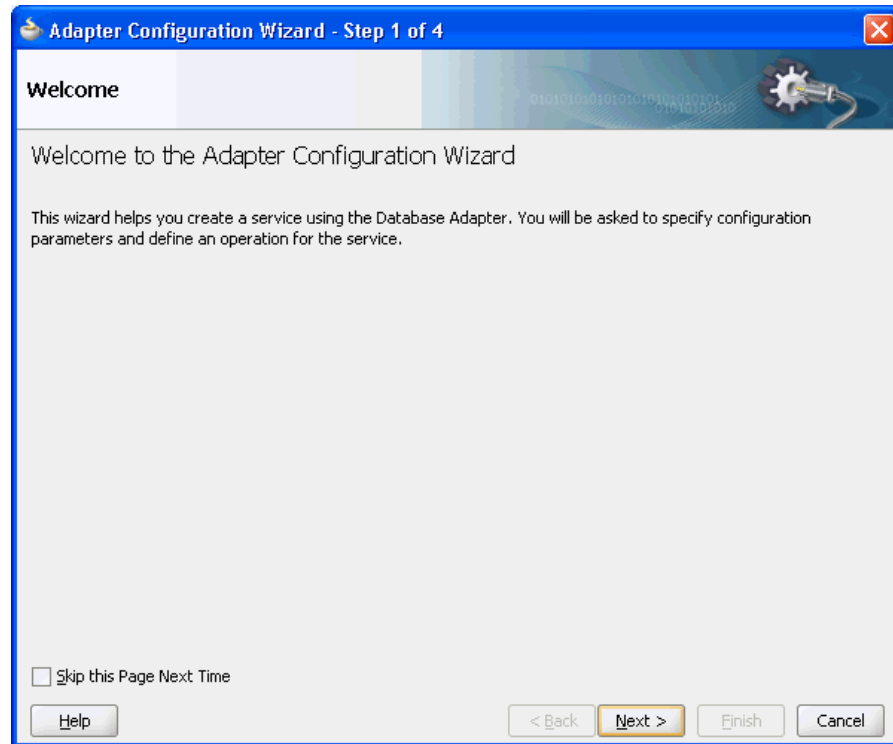 Adapter Configuration Wizard - Step 1 of 4
Welcome
Welcome to the Adapter Configuration Wizard
This wizard helps you create a service using the Database Adapter. You will be asked to specify configuration
parameters and define an operation for the service.
Skip this Page Next Time
Help
< Back
Next >
Finish
Cancel